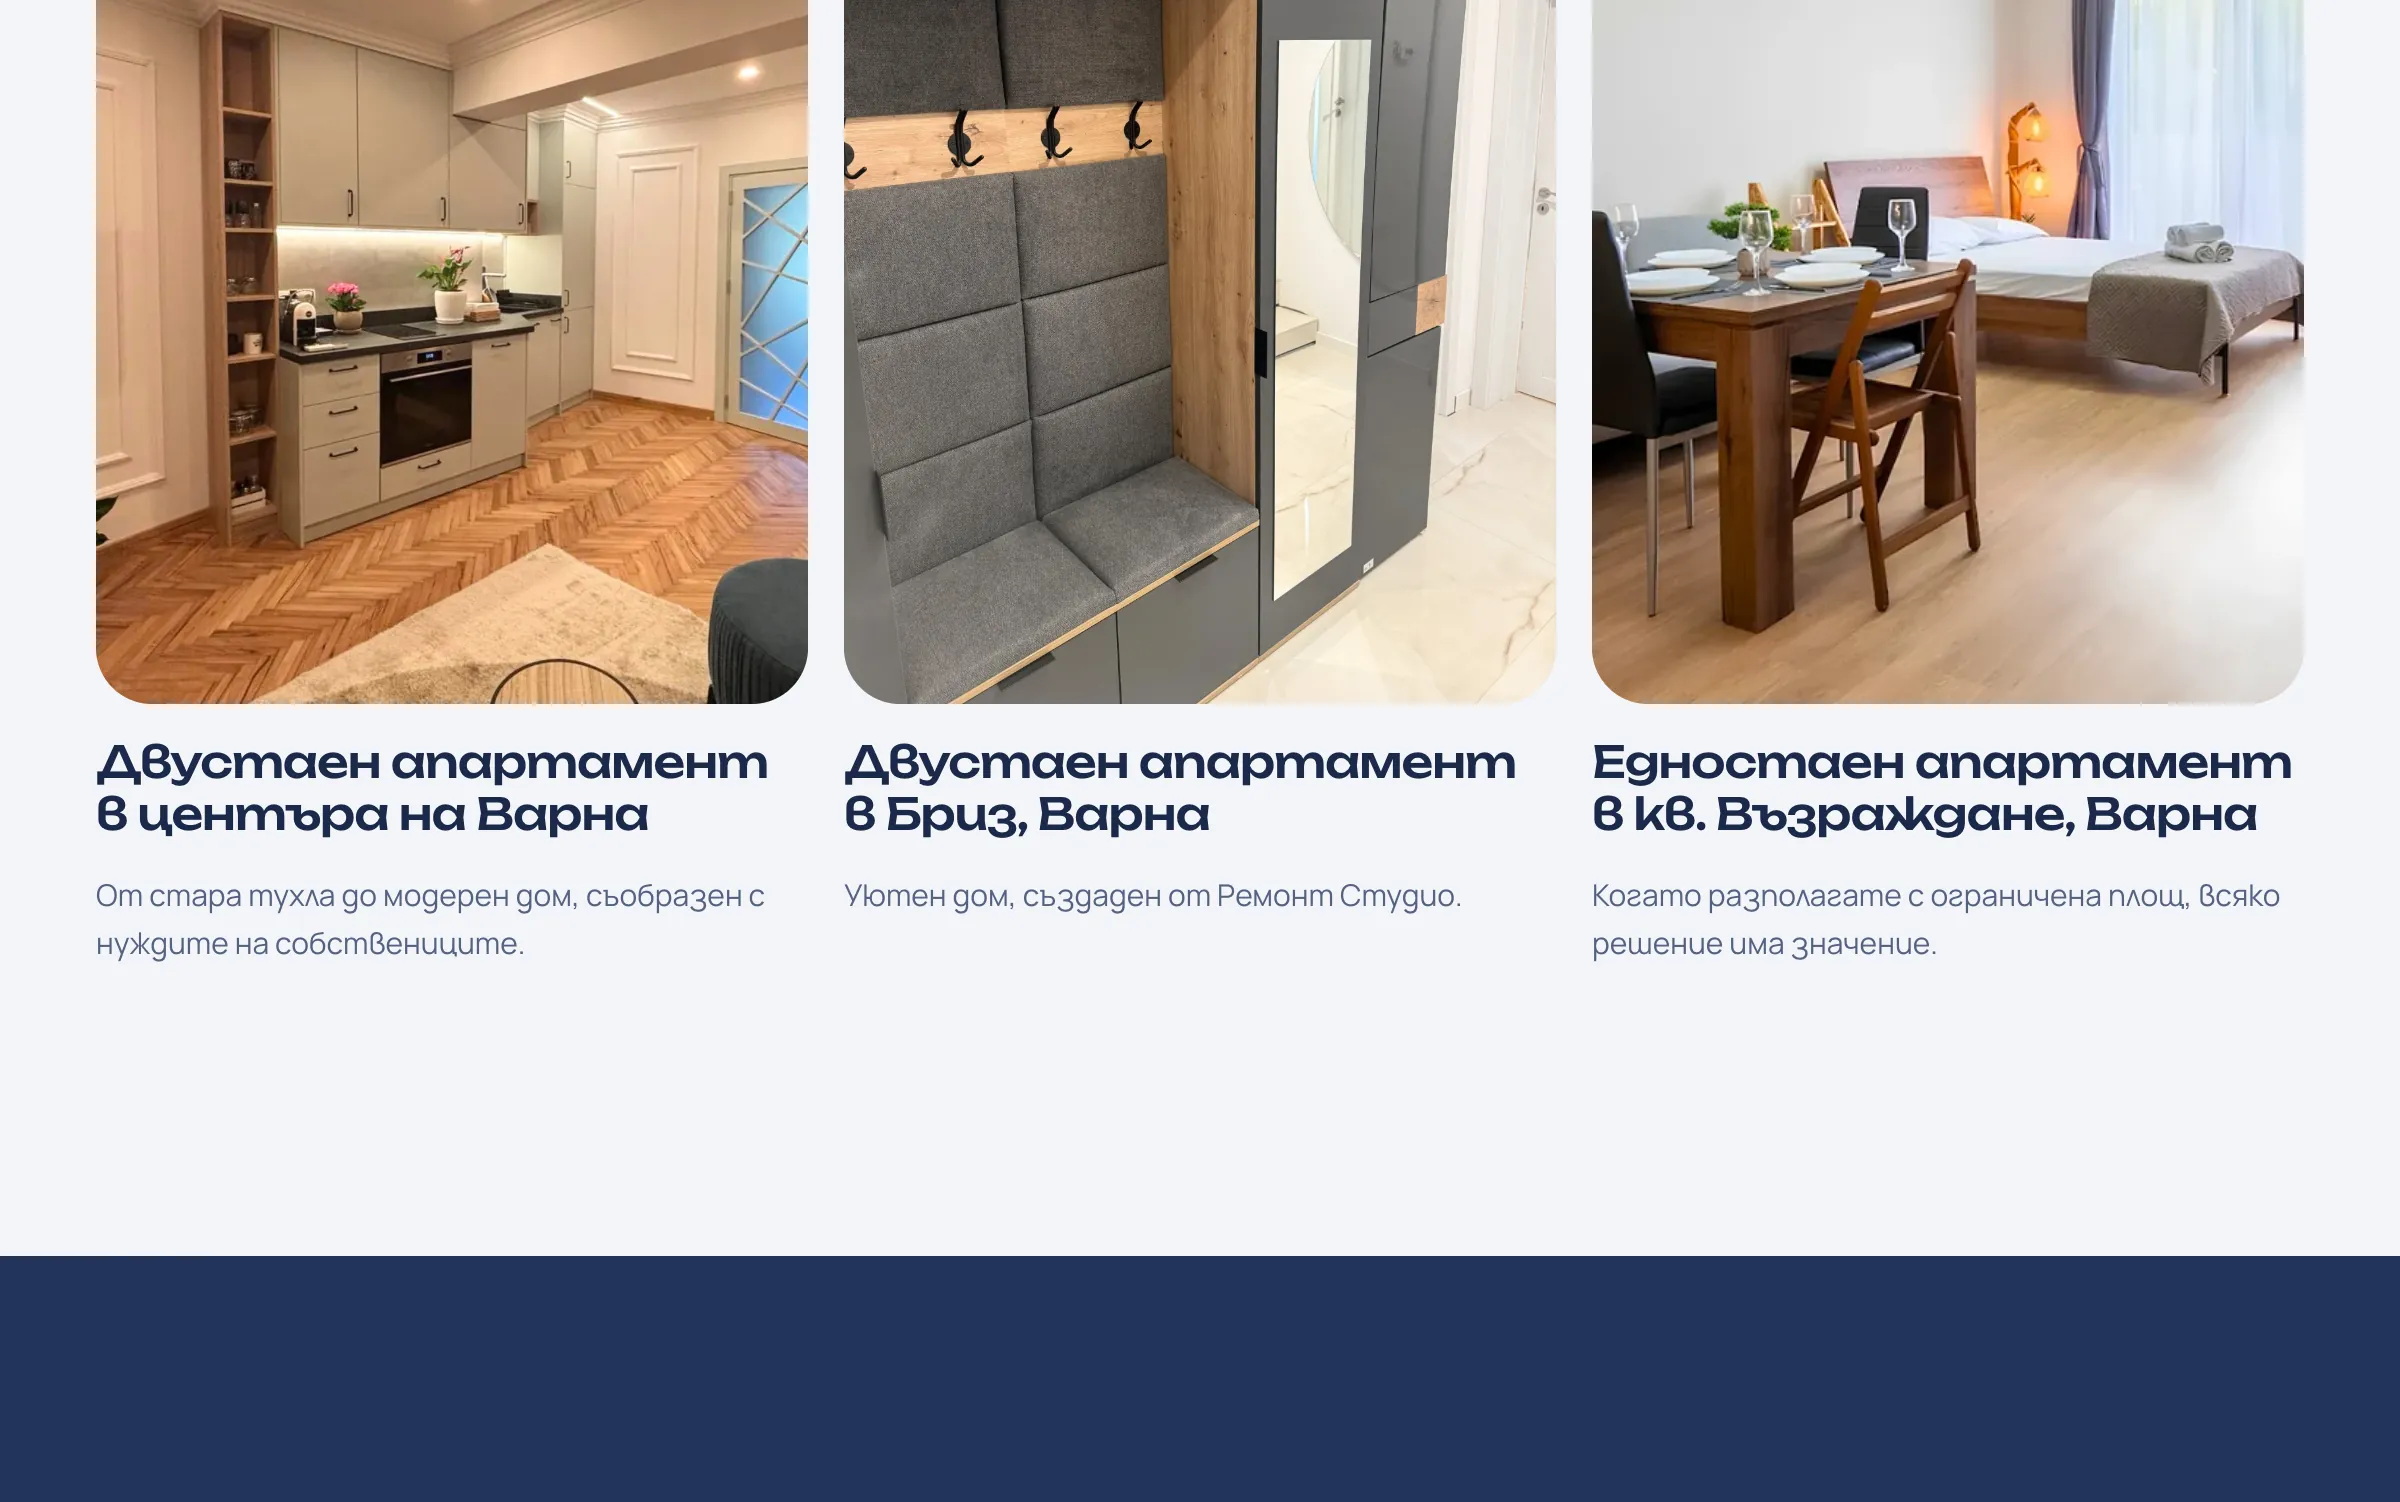 Двустаен апартамент
в центъра на Варна
От стара тухла до модерен дом, съобразен с
нуждите на собствениците.
Двустаен апартамент
в Бриз, Варна
Уютен дом, създаден от Ремонт Студио.
Едностаен апартамент
в кв. Възраждане, Варна
Когато разполагате с ограничена площ, всяко
решение има значение.